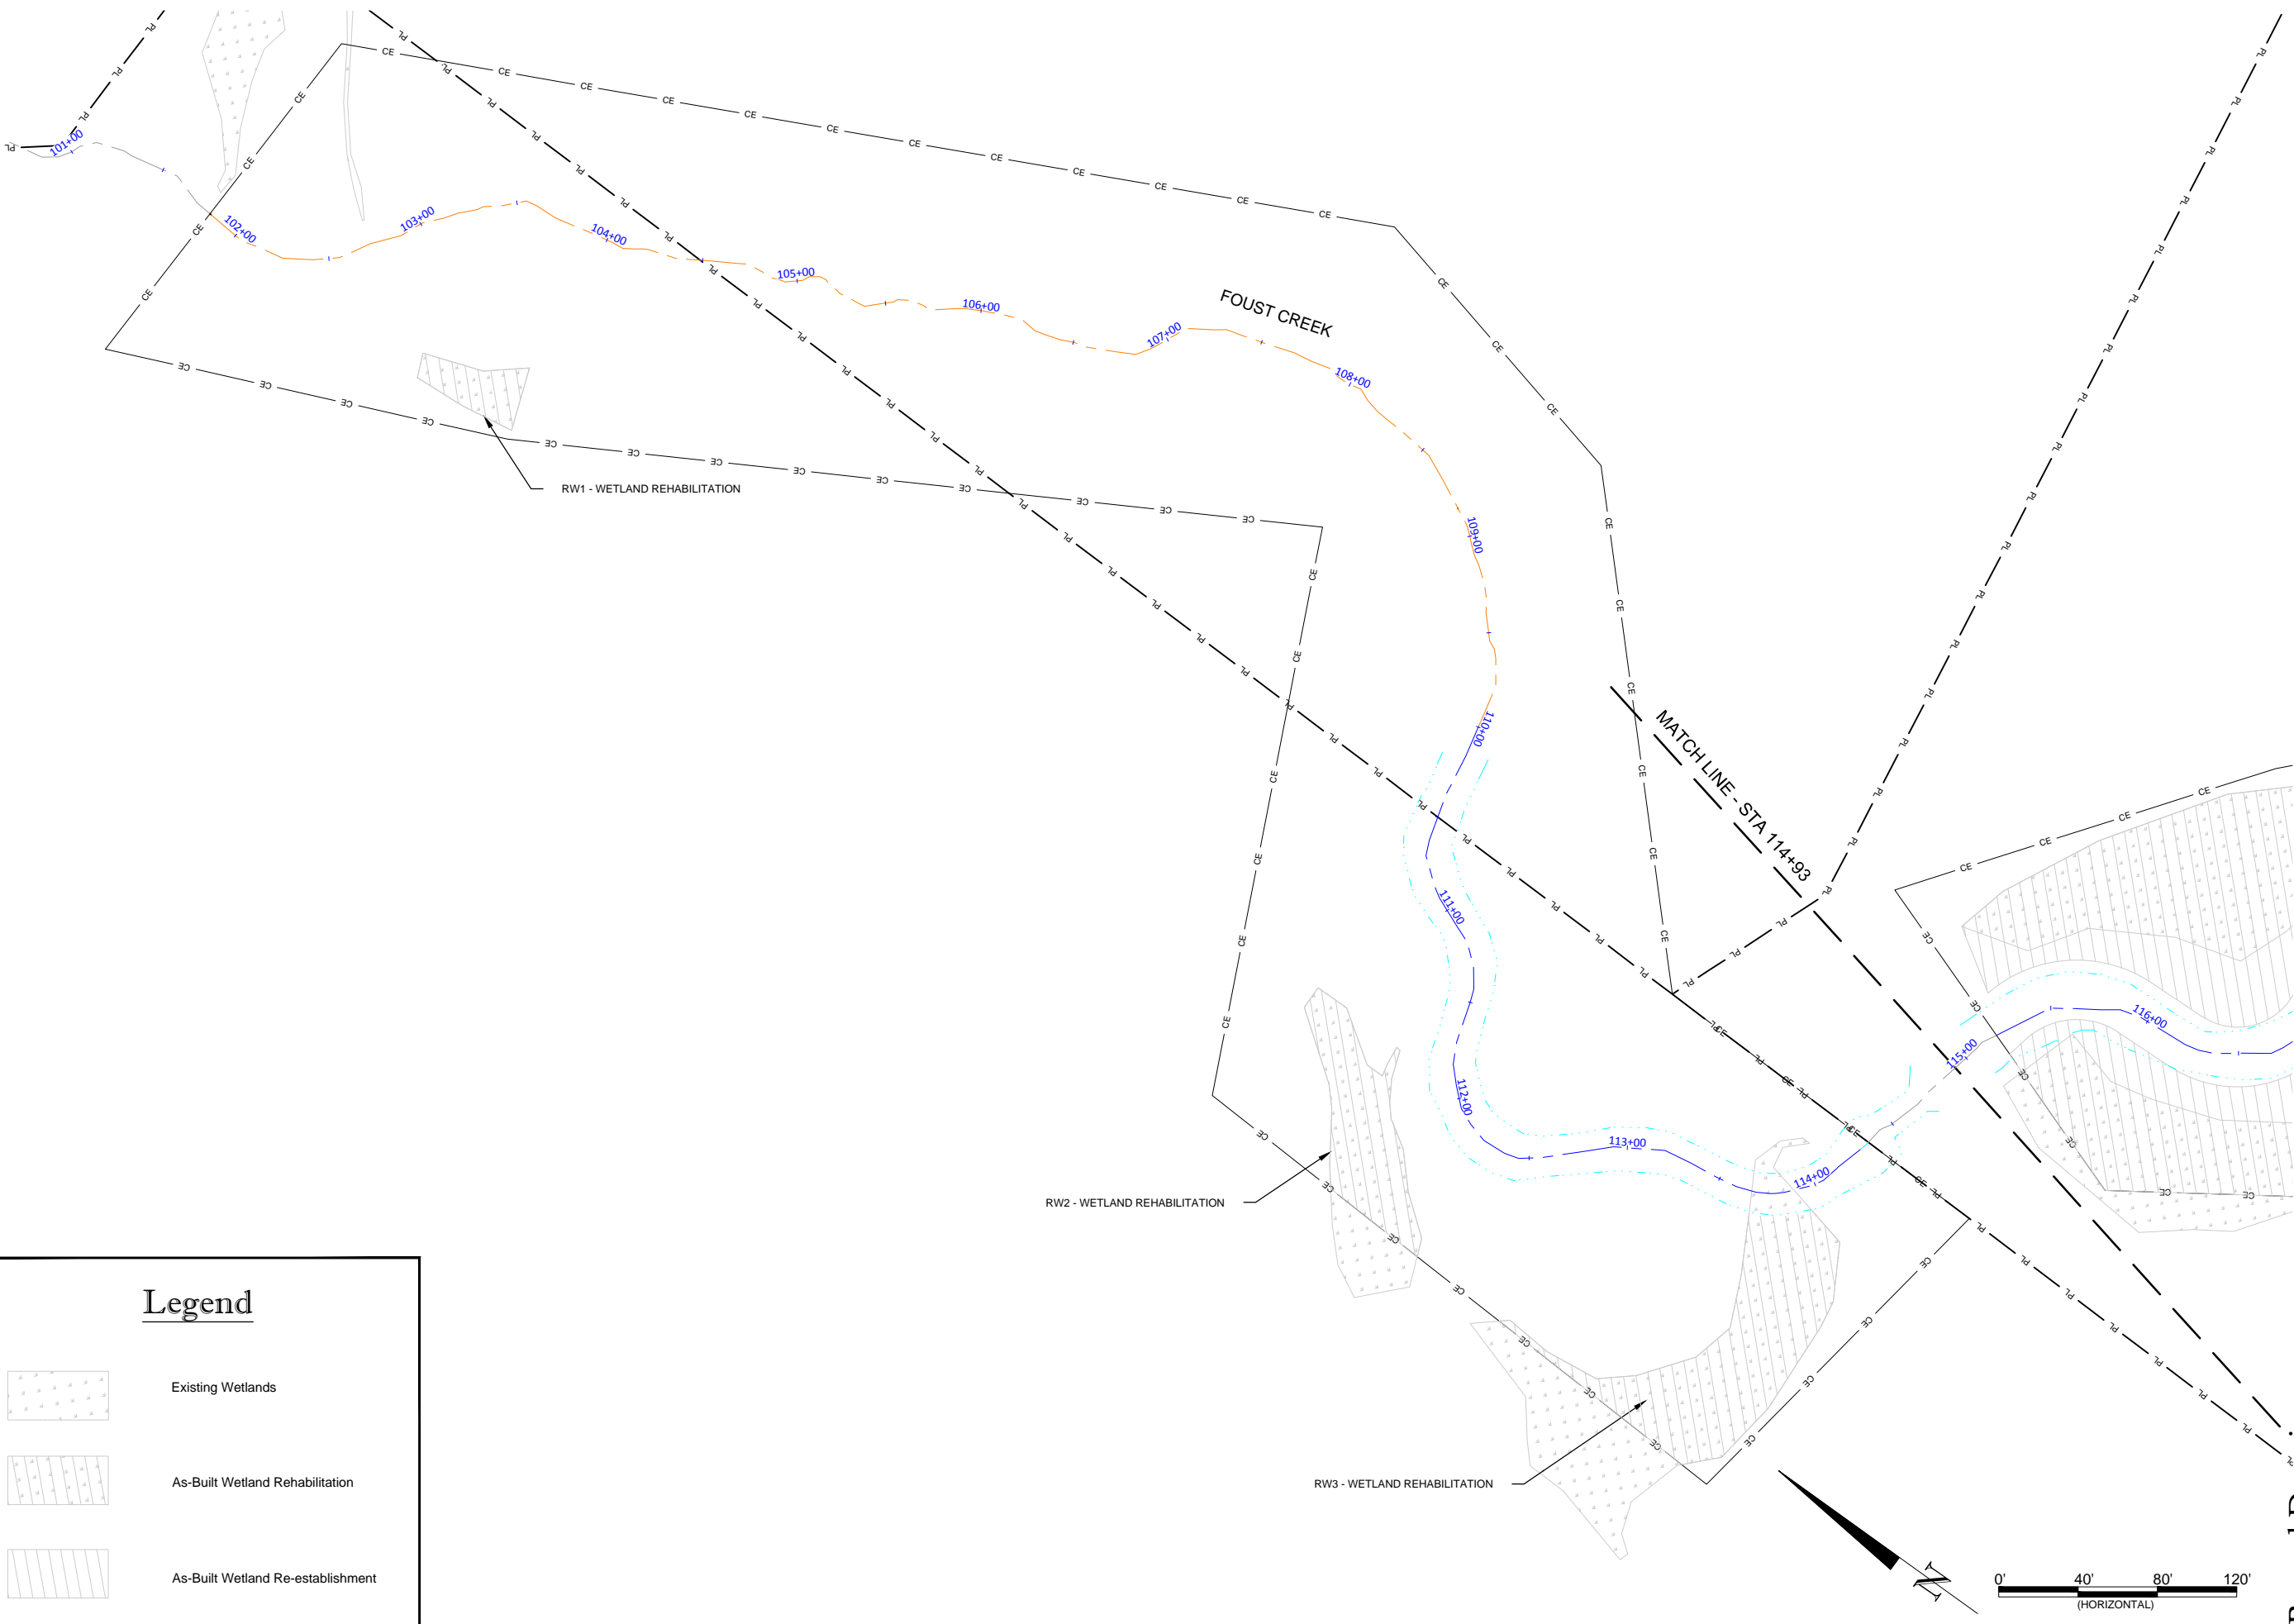 101+00
102+00
103+00
104+00
105+00
106+00
107+00
108+00
FOUST CREEK
109+00
110+00
111+00
112+00
113+00
114+00
115+00
116+00
MATCH LINE - STA 114+93
RW1 - WETLAND REHABILITATION
RW2 - WETLAND REHABILITATION
RW3 - WETLAND REHABILITATION
CE
PL
Legend
Existing Wetlands
As-Built Wetland Rehabilitation
As-Built Wetland Re-establishment
N
0' 40' 80' 120'
(HORIZONTAL)